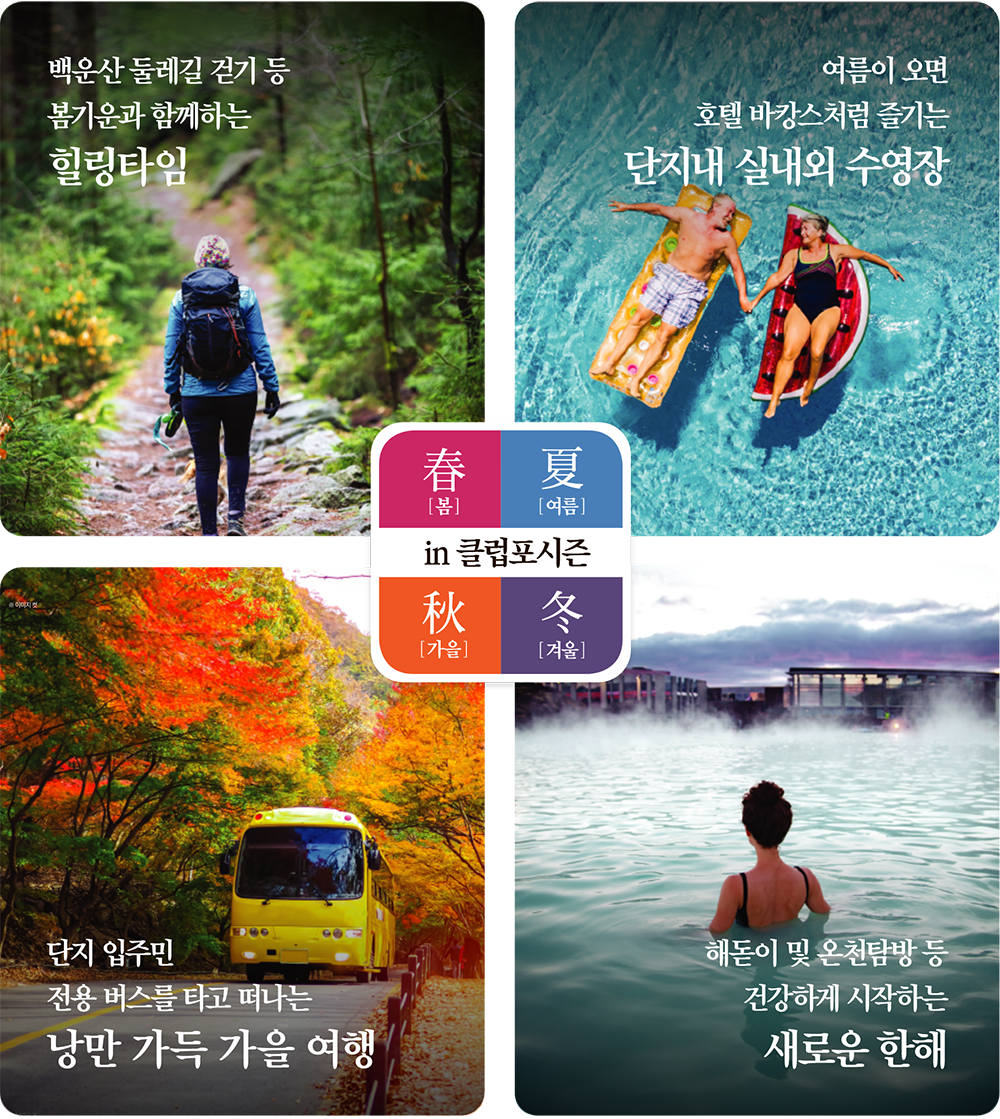 백운산 둘레길 걷기 등
봄기운과 함께하는
힐링타임
여름이 오면
호텔 바캉스처럼 즐기는
단지내 실내외 수영장
春
[봄]
夏
[여름]
in 클럽포시즌
秋
[가을]
冬
[겨울]
※ 이미지 컷
단지 입주민
전용 버스를 타고 떠나는
낭만 가득 가을 여행
해돋이 및 온천탐방 등
건강하게 시작하는
새로운 한해